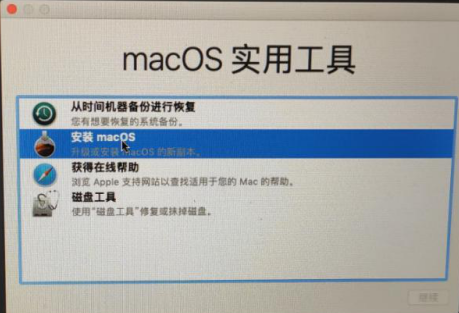 macOS 实用工具
从时间机器备份进行恢复
您有想要恢复的系统备份。
安装 macOS
升级或安装 macOS 的新副本。
获得在线帮助
浏览 Apple 支持网站以查找适用于您的 Mac 的帮助。
磁盘工具
使用“磁盘工具”修复或抹掉磁盘。
继续